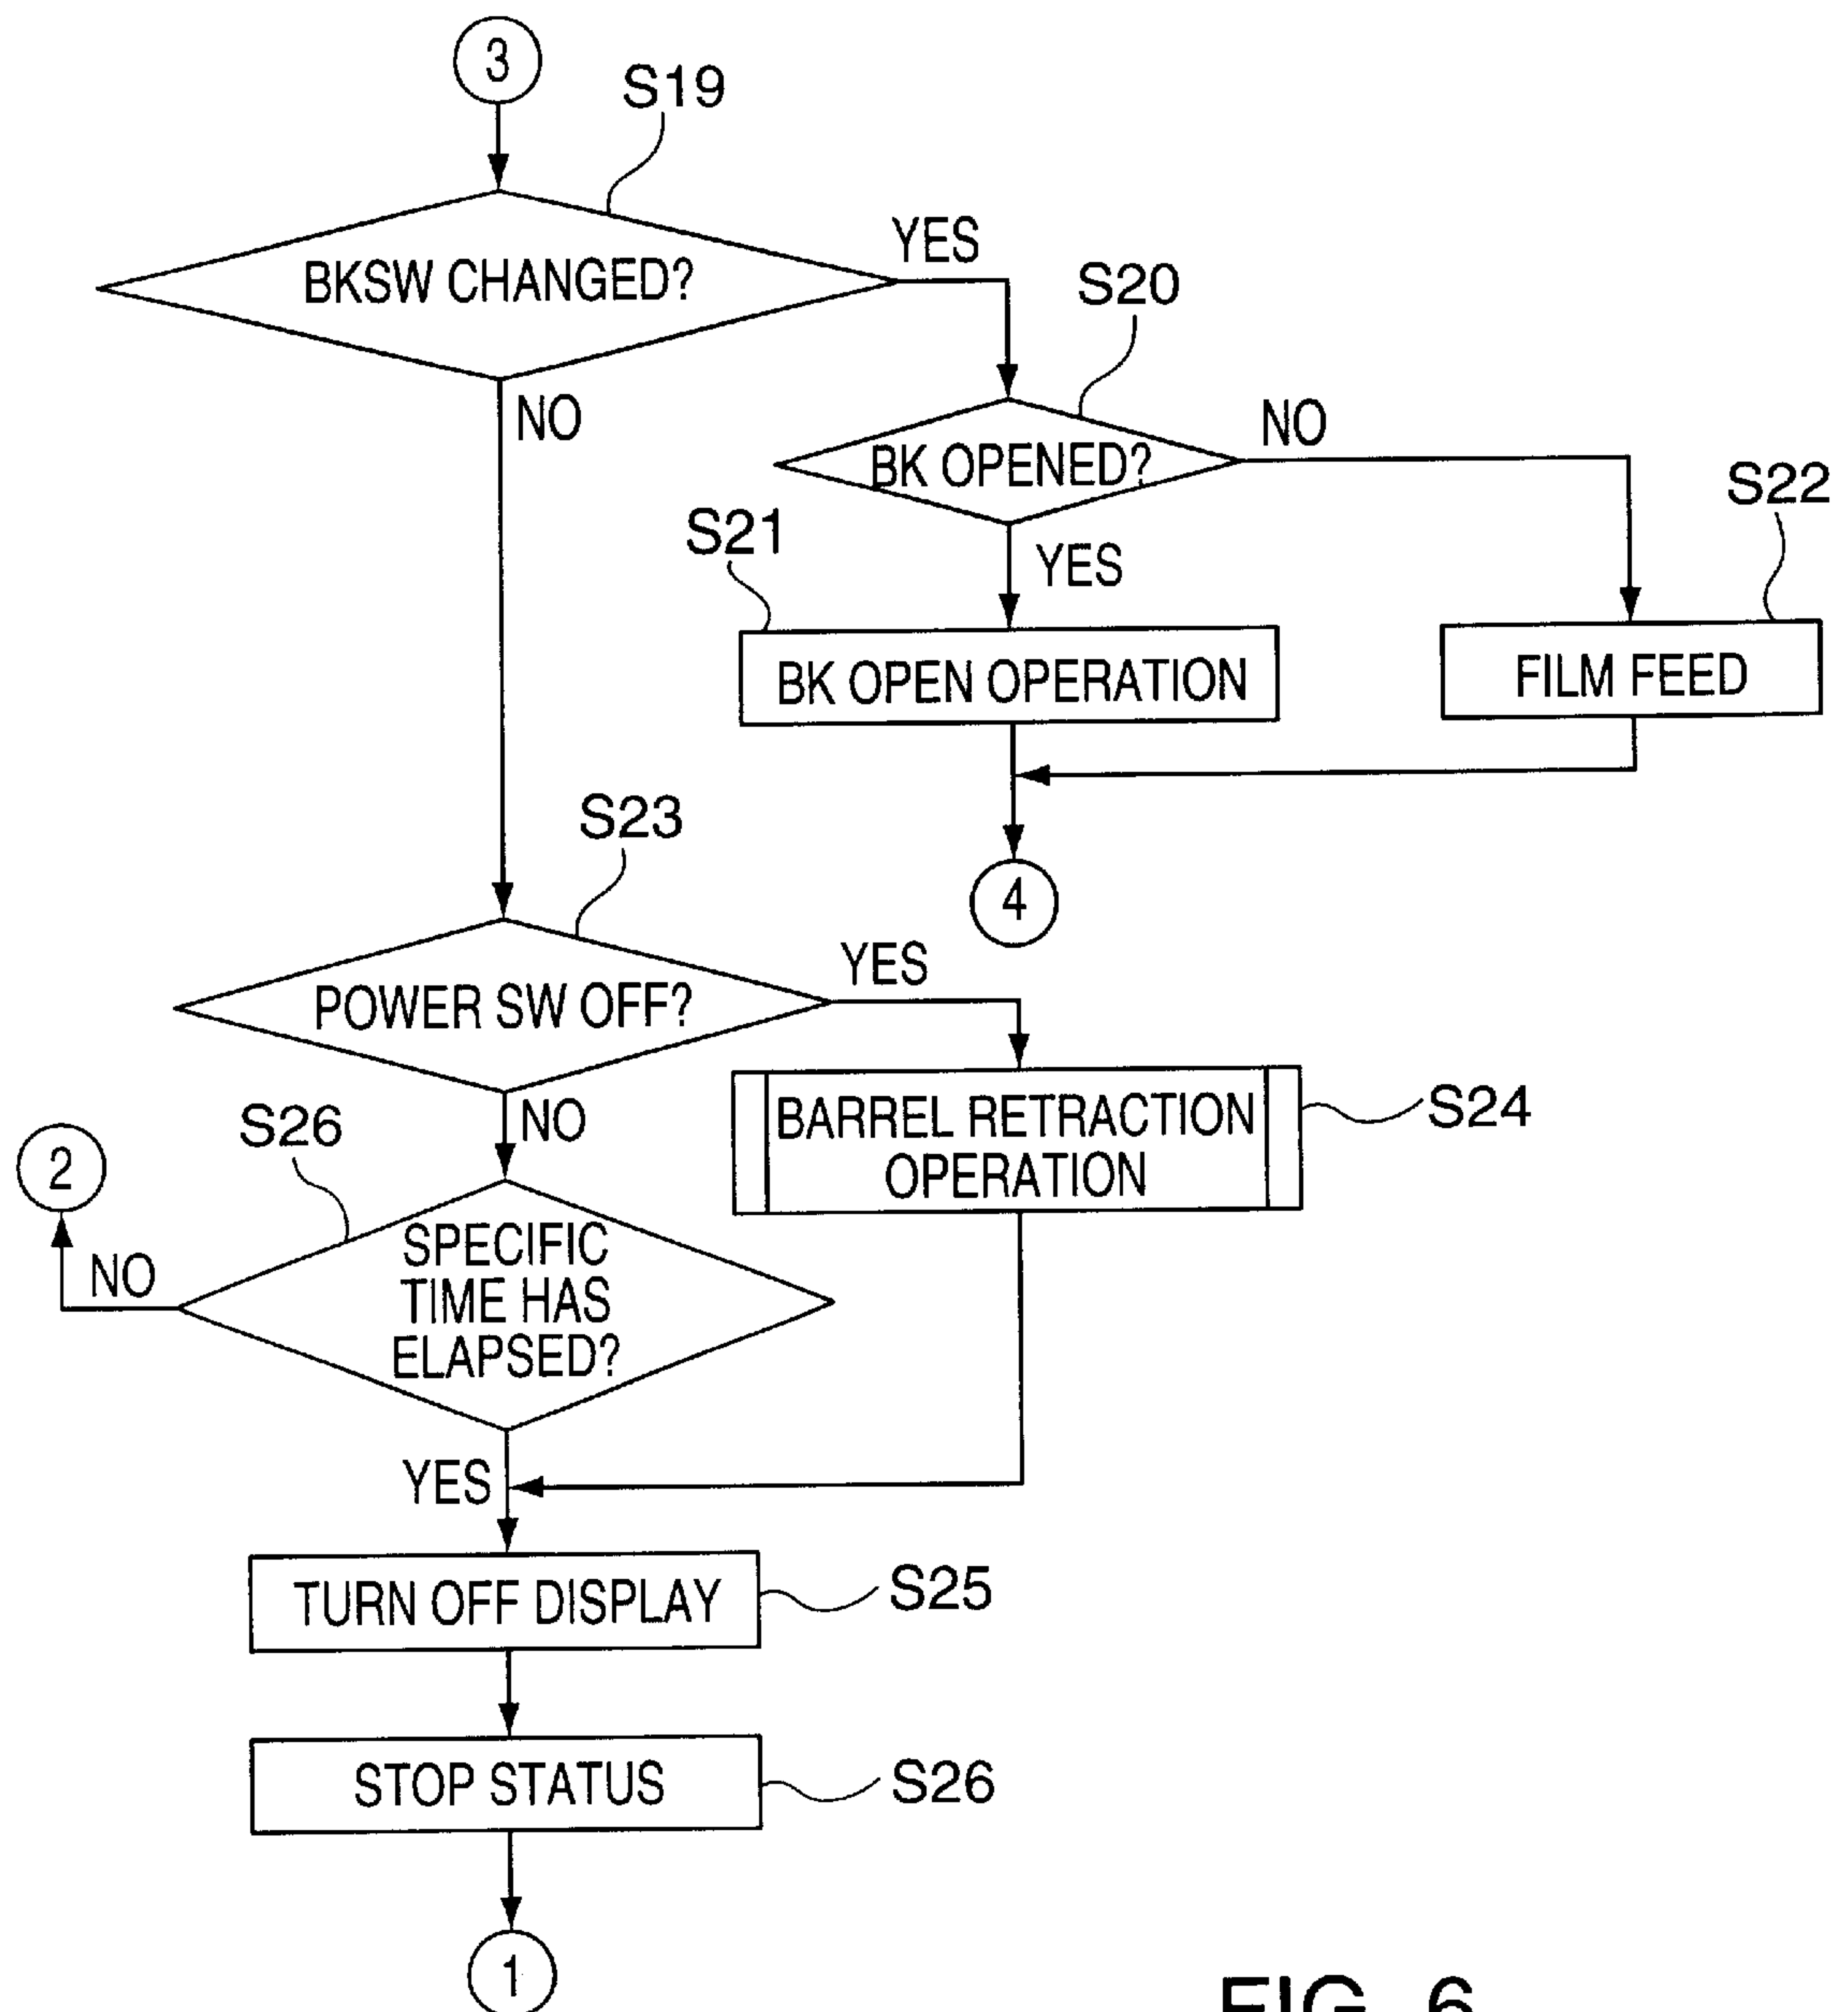 3
S19
BKSW CHANGED?
YES
NO
S20
BK OPENED?
NO
YES
S21
BK OPEN OPERATION
S22
FILM FEED
4
S23
POWER SW OFF?
YES
NO
S24
BARREL RETRACTION
OPERATION
S26
2
NO
SPECIFIC
TIME HAS
ELAPSED?
YES
TURN OFF DISPLAY
S25
STOP STATUS
S26
1
FIG. 6